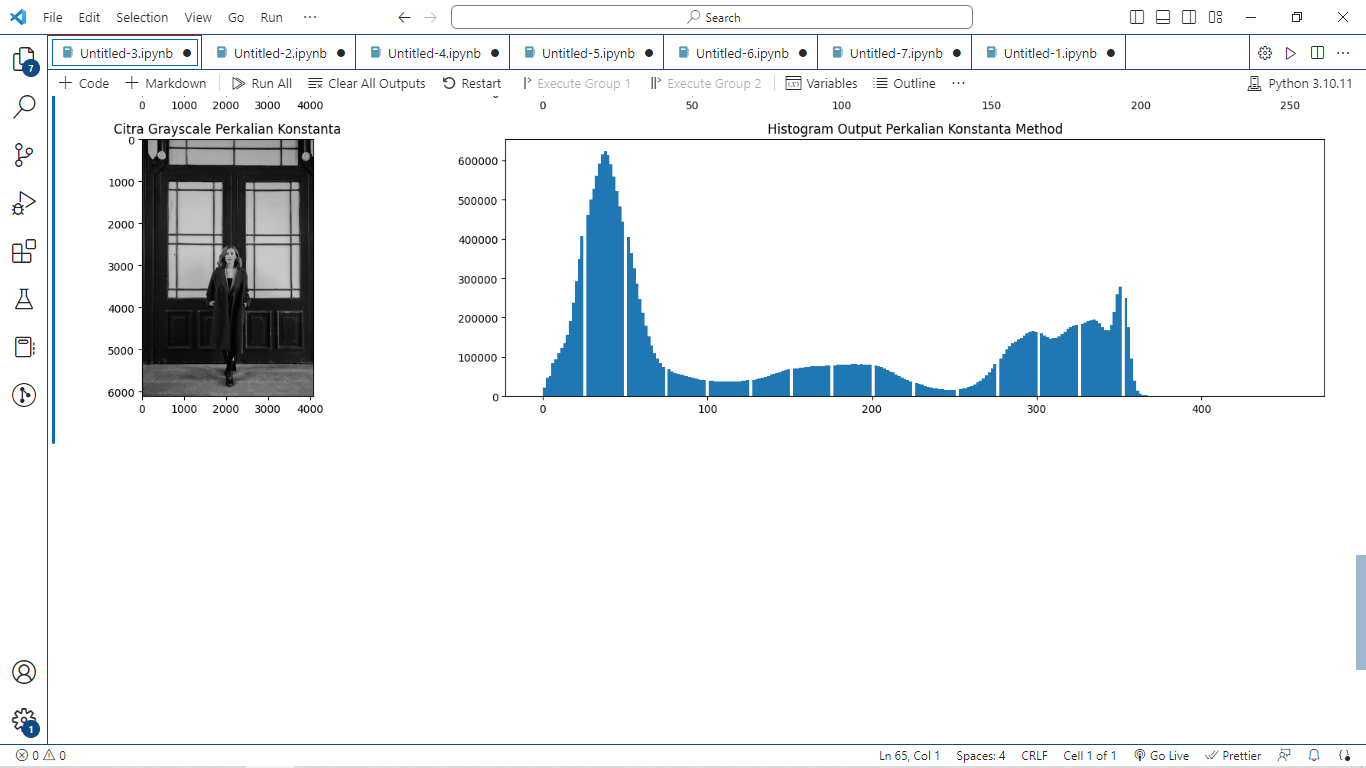 File Edit Selection View Go Run ··· Search
7 Untitled-3.ipynb Untitled-2.ipynb Untitled-4.ipynb Untitled-5.ipynb Untitled-6.ipynb Untitled-7.ipynb Untitled-1.ipynb ···
Code Markdown Run All Clear All Outputs Restart Execute Group 1 Execute Group 2 Variables Outline ··· Python 3.10.11
0 1000 2000 3000 4000 0 50 100 150 200 250
Citra Grayscale Perkalian Konstanta
0
1000
2000
3000
4000
5000
6000
0 1000 2000 3000 4000
Histogram Output Perkalian Konstanta Method
600000
500000
400000
300000
200000
100000
0
0 100 200 300 400
1
0 0 Ln 65, Col 1 Spaces: 4 CRLF Cell 1 of 1 Go Live Prettier